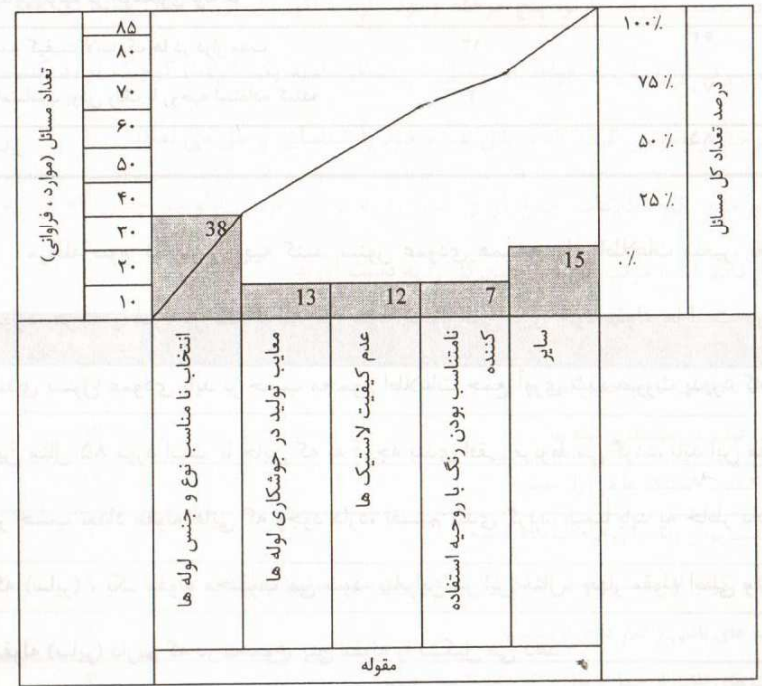 تعداد مسائل (موارد ، فراوانی)
۸۵
۸۰
۷۰
۶۰
۵۰
۴۰
۳۰
۲۰
۱۰
38
13
12
7
15
۱۰۰٪
۷۵ ٪
۵۰ ٪
۲۵ ٪
۰٪
درصد تعداد کل مسائل
انتخاب نا مناسب نوع و جنس لوله ها
معایب تولید در جوشکاری لوله ها
عدم کیفیت لاستیک ها
نامتناسب بودن رنگ با روحیه استفاده
کننده
سایر
مقوله